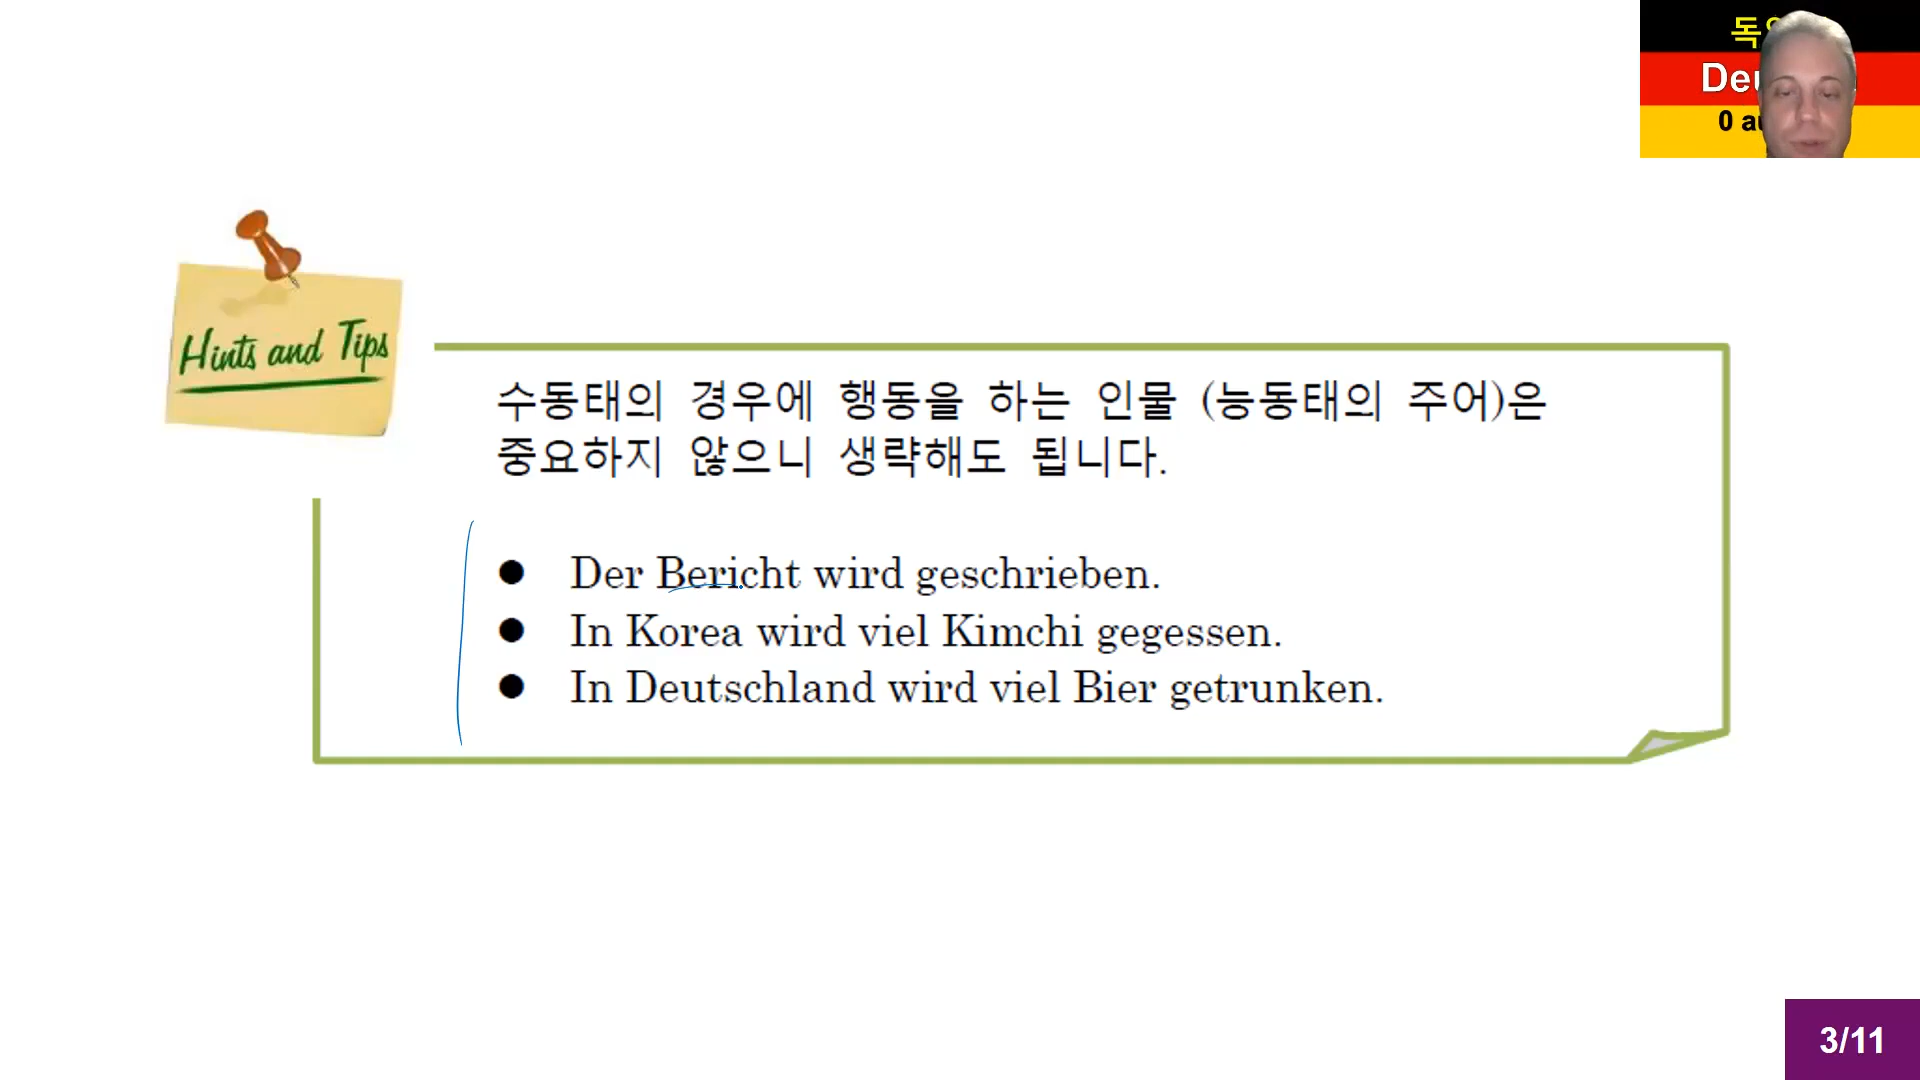 Hints and Tips
수동태의 경우에 행동을 하는 인물 (능동태의 주어)은
중요하지 않으니 생략해도 됩니다.
● Der Bericht wird geschrieben.
● In Korea wird viel Kimchi gegessen.
● In Deutschland wird viel Bier getrunken.
3/11